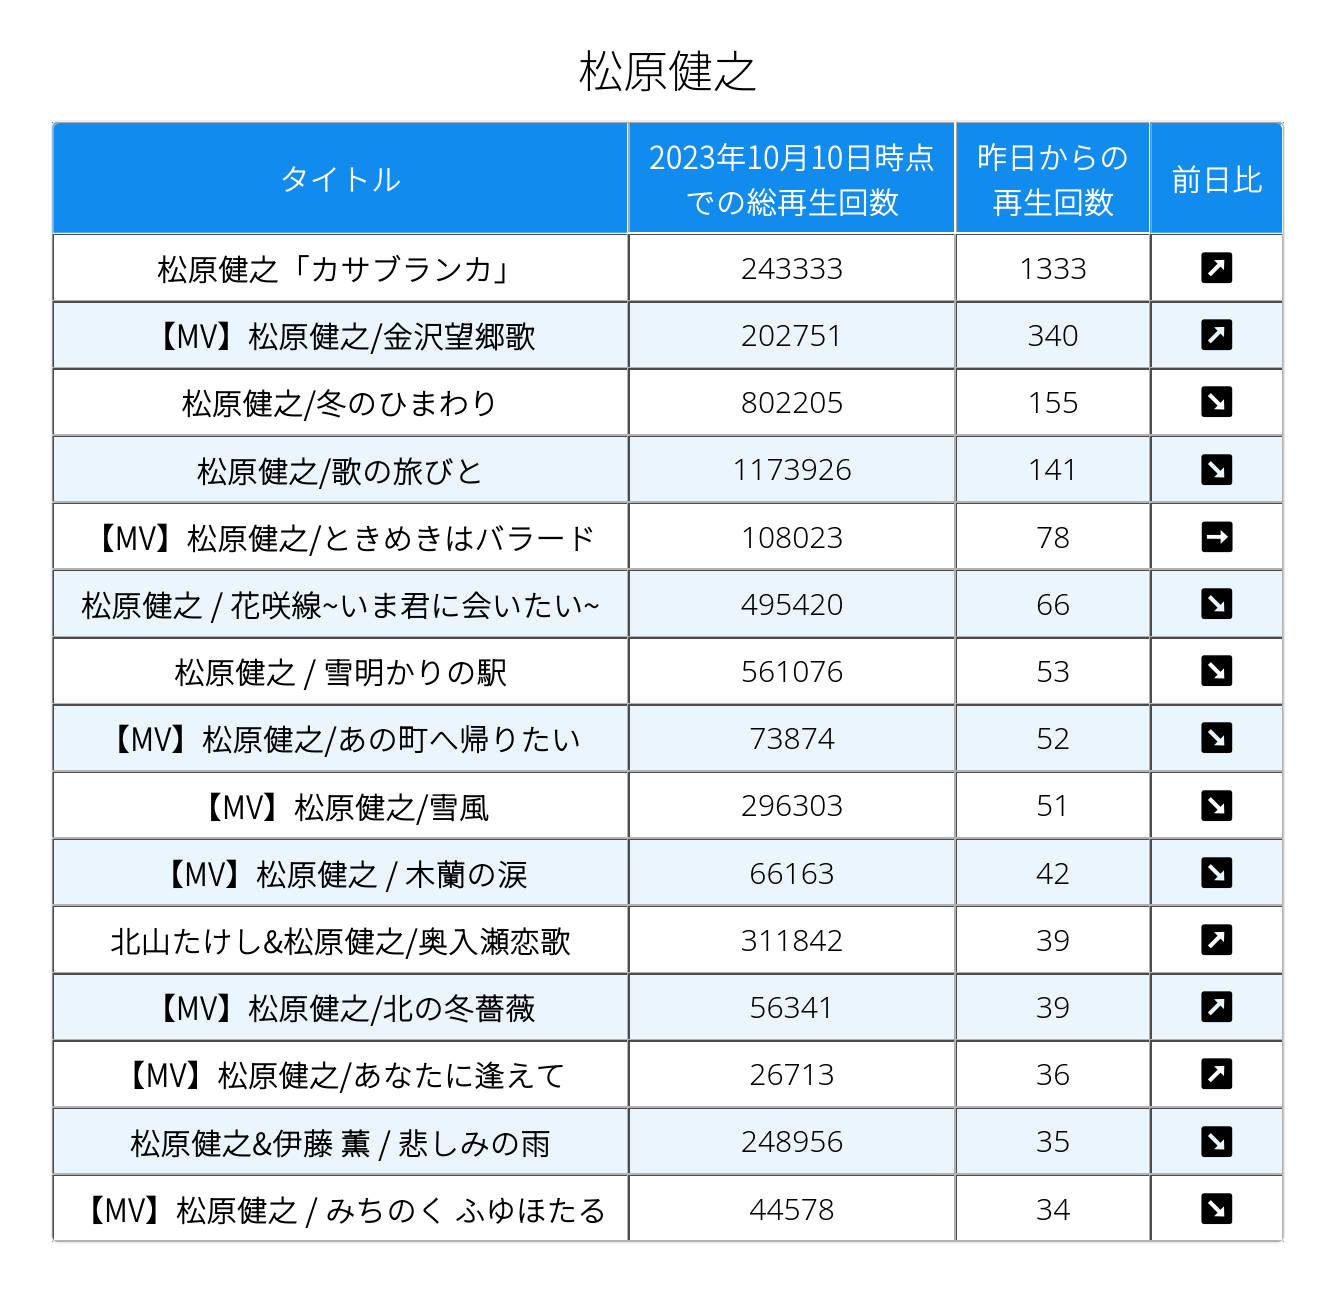 松原健之
タイトル
2023年10月10日時点
での総再生回数
昨日からの
再生回数
前日比
松原健之「カサブランカ」 243333 1333
【MV】松原健之/金沢望郷歌 202751 340
松原健之/冬のひまわり 802205 155
松原健之/歌の旅びと 1173926 141
【MV】松原健之/ときめきはバラード 108023 78
松原健之 / 花咲線~いま君に会いたい~ 495420 66
松原健之 / 雪明かりの駅 561076 53
【MV】松原健之/あの町へ帰りたい 73874 52
【MV】松原健之/雪風 296303 51
【MV】松原健之 / 木蘭の涙 66163 42
北山たけし&松原健之/奥入瀬恋歌 311842 39
【MV】松原健之/北の冬薔薇 56341 39
【MV】松原健之/あなたに逢えて 26713 36
松原健之&伊藤 薫 / 悲しみの雨 248956 35
【MV】松原健之 / みちのく ふゆほたる 44578 34